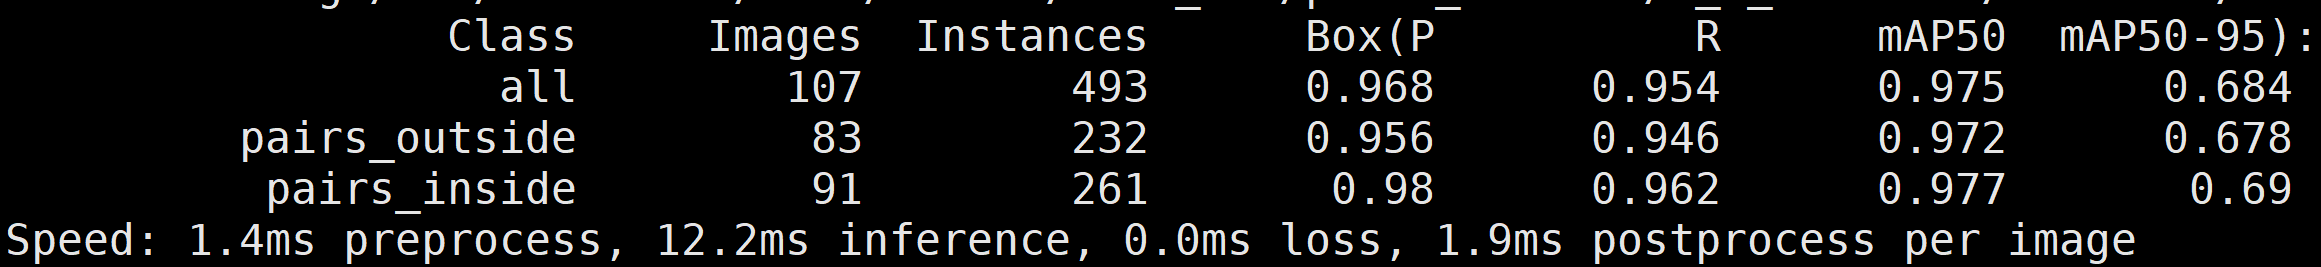 Class Images Instances Box(P R mAP50 mAP50-95):
all 107 493 0.968 0.954 0.975 0.684
pairs_outside 83 232 0.956 0.946 0.972 0.678
pairs_inside 91 261 0.98 0.962 0.977 0.69
Speed: 1.4ms preprocess, 12.2ms inference, 0.0ms loss, 1.9ms postprocess per image